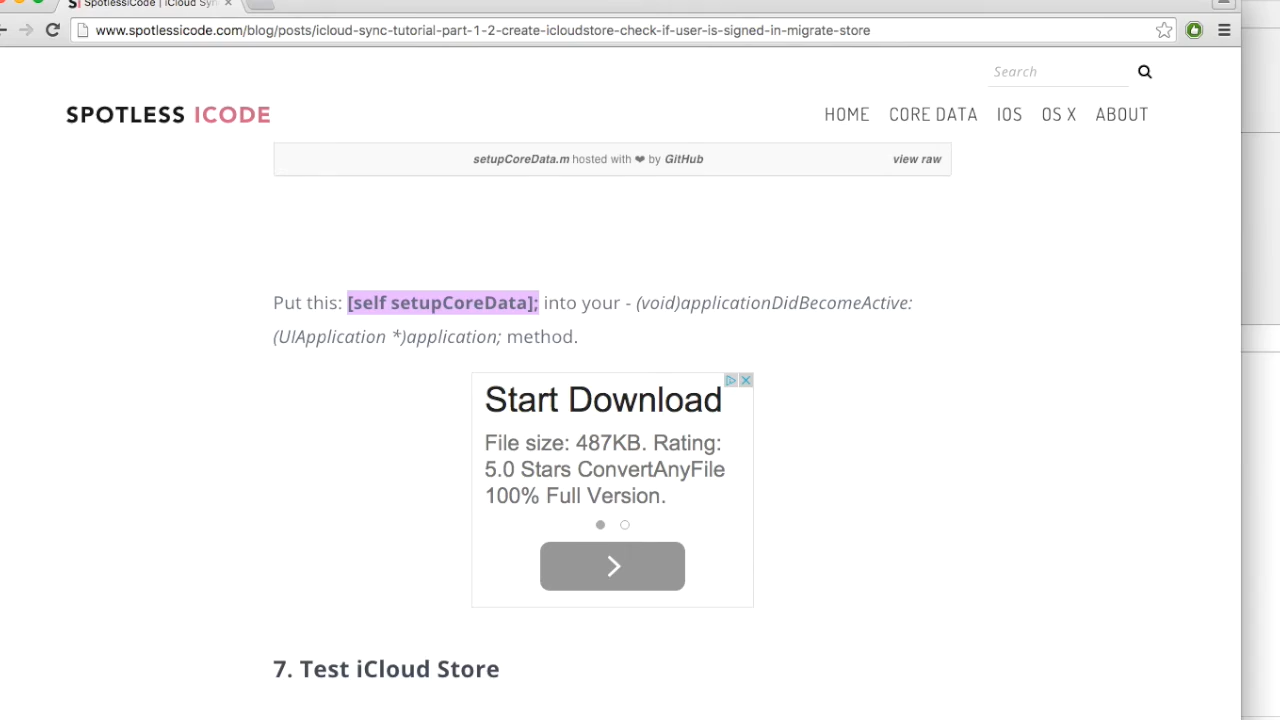 SpotlessiCode | iCloud Syn
www.spotlessicode.com/blog/posts/icloud-sync-tutorial-part-1-2-create-icloudstore-check-if-user-is-signed-in-migrate-store
Search
SPOTLESS ICODE
HOME CORE DATA IOS OS X ABOUT
setupCoreData.m hosted with ❤ by GitHub view raw
Put this: [self setupCoreData]; into your - (void)applicationDidBecomeActive:
(UIApplication *)application; method.
Start Download
File size: 487KB. Rating:
5.0 Stars ConvertAnyFile
100% Full Version.
7. Test iCloud Store